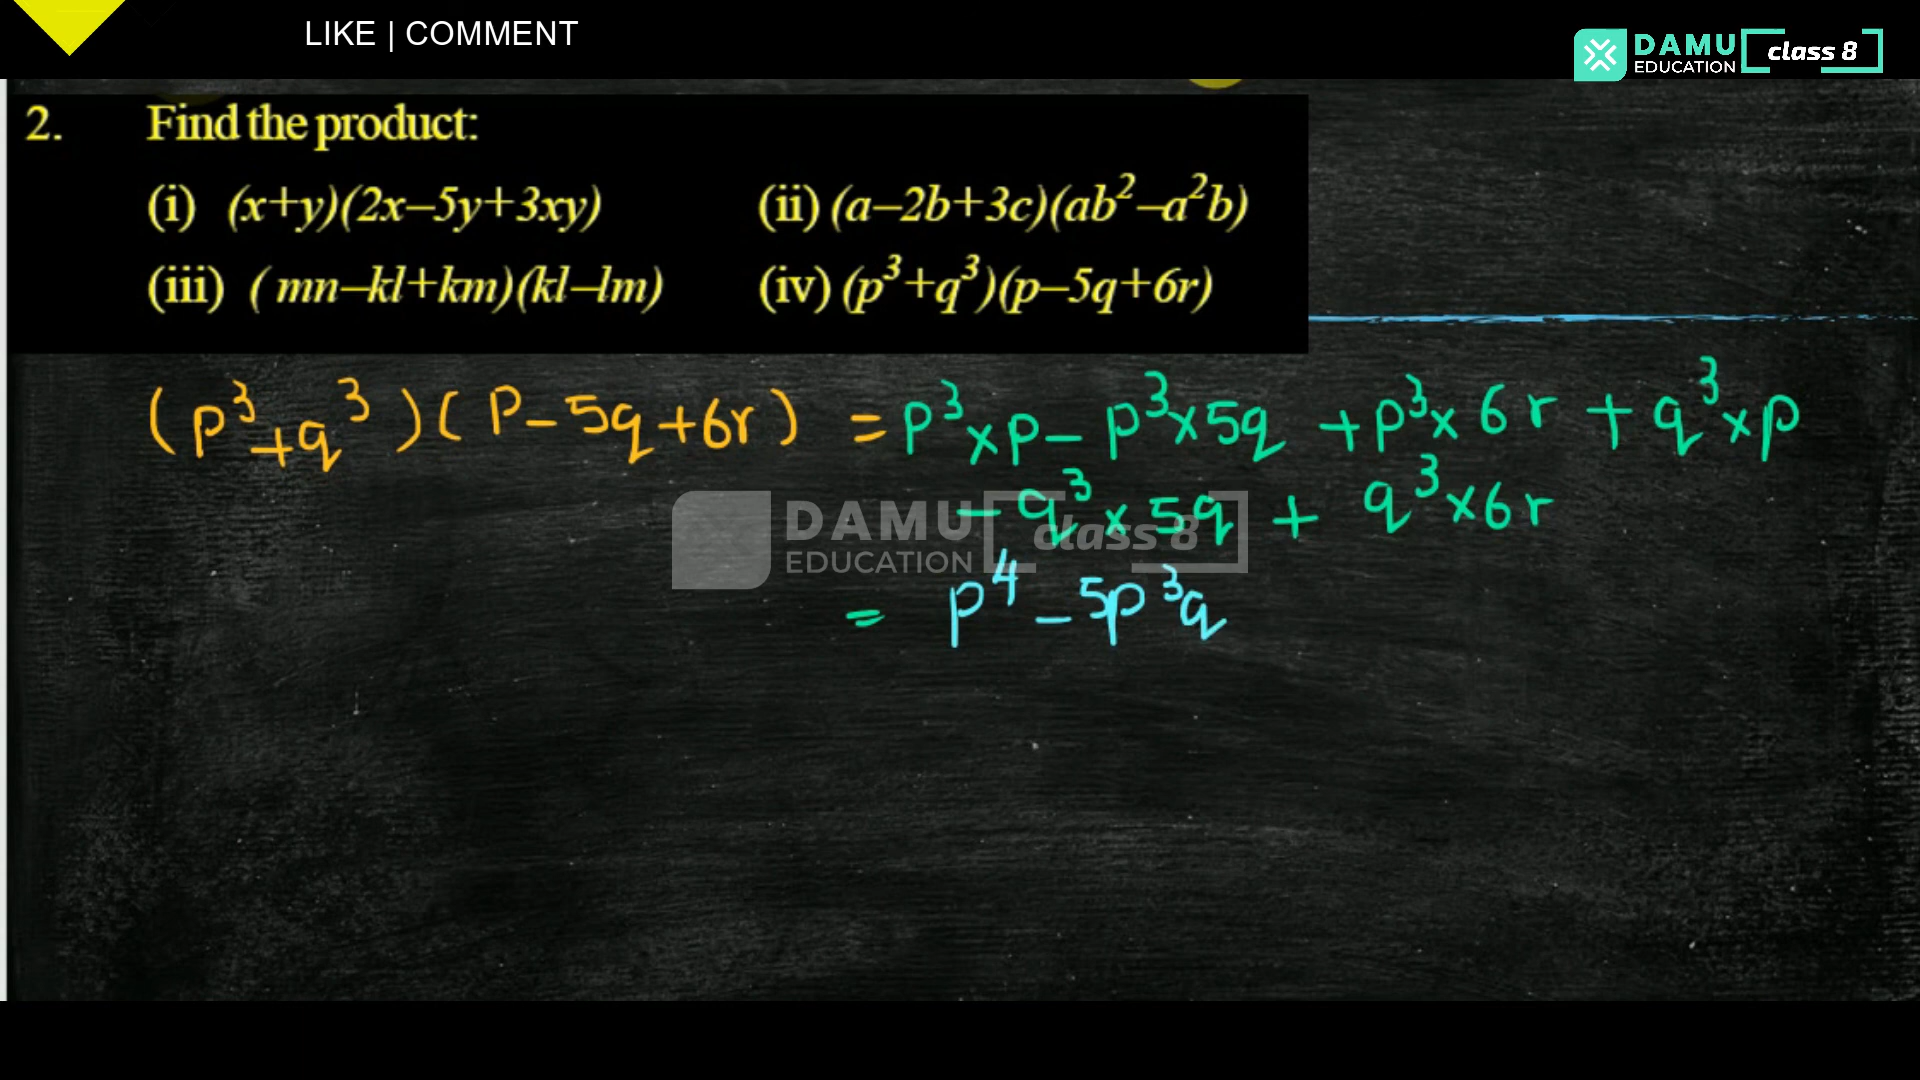 LIKE | COMMENT
DAMU EDUCATION class 8
2. Find the product:
(i) (x+y)(2x–5y+3xy) (ii) (a–2b+3c)(ab²–a²b)
(iii) ( mn–kl+km)(kl–lm) (iv) (p³+q³)(p–5q+6r)
(p³+q³)(P-5q+6r) = p³×p - p³×5q + p³×6r + q³×p
- q³×5q + q³×6r
DAMU EDUCATION class 8
= p⁴ - 5p³q